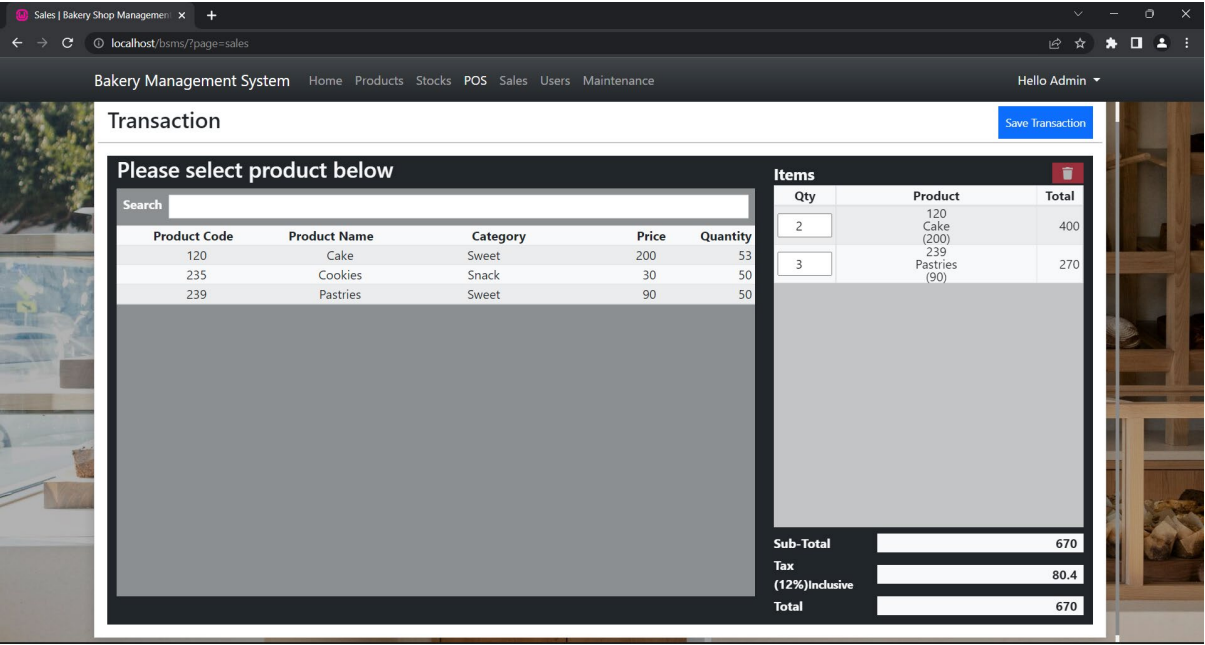 Sales | Bakery Shop Management
localhost/bsms/?page=sales
Bakery Management System Home Products Stocks POS Sales Users Maintenance Hello Admin
Transaction
Save Transaction
Please select product below
Search
Product Code Product Name Category Price Quantity
120 Cake Sweet 200 53
235 Cookies Snack 30 50
239 Pastries Sweet 90 50
Items
Qty Product Total
2 120 Cake (200) 400
3 239 Pastries (90) 270
Sub-Total 670
Tax
(12%)Inclusive 80.4
Total 670